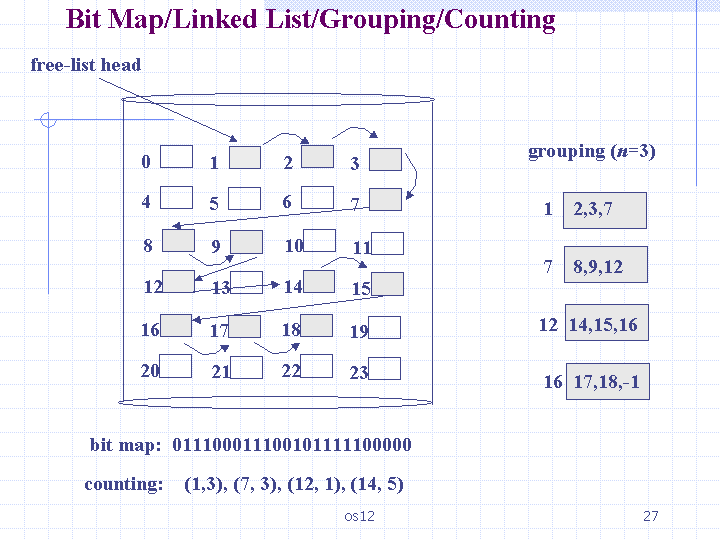 Bit Map/Linked List/Grouping/Counting
free-list head
0 1 2 3
4 5 6 7
8 9 10 11
12 13 14 15
16 17 18 19
20 21 22 23
grouping (n=3)
1 2,3,7
7 8,9,12
12 14,15,16
16 17,18,-1
bit map: 011100011100101111100000
counting: (1,3), (7, 3), (12, 1), (14, 5)
os12 27